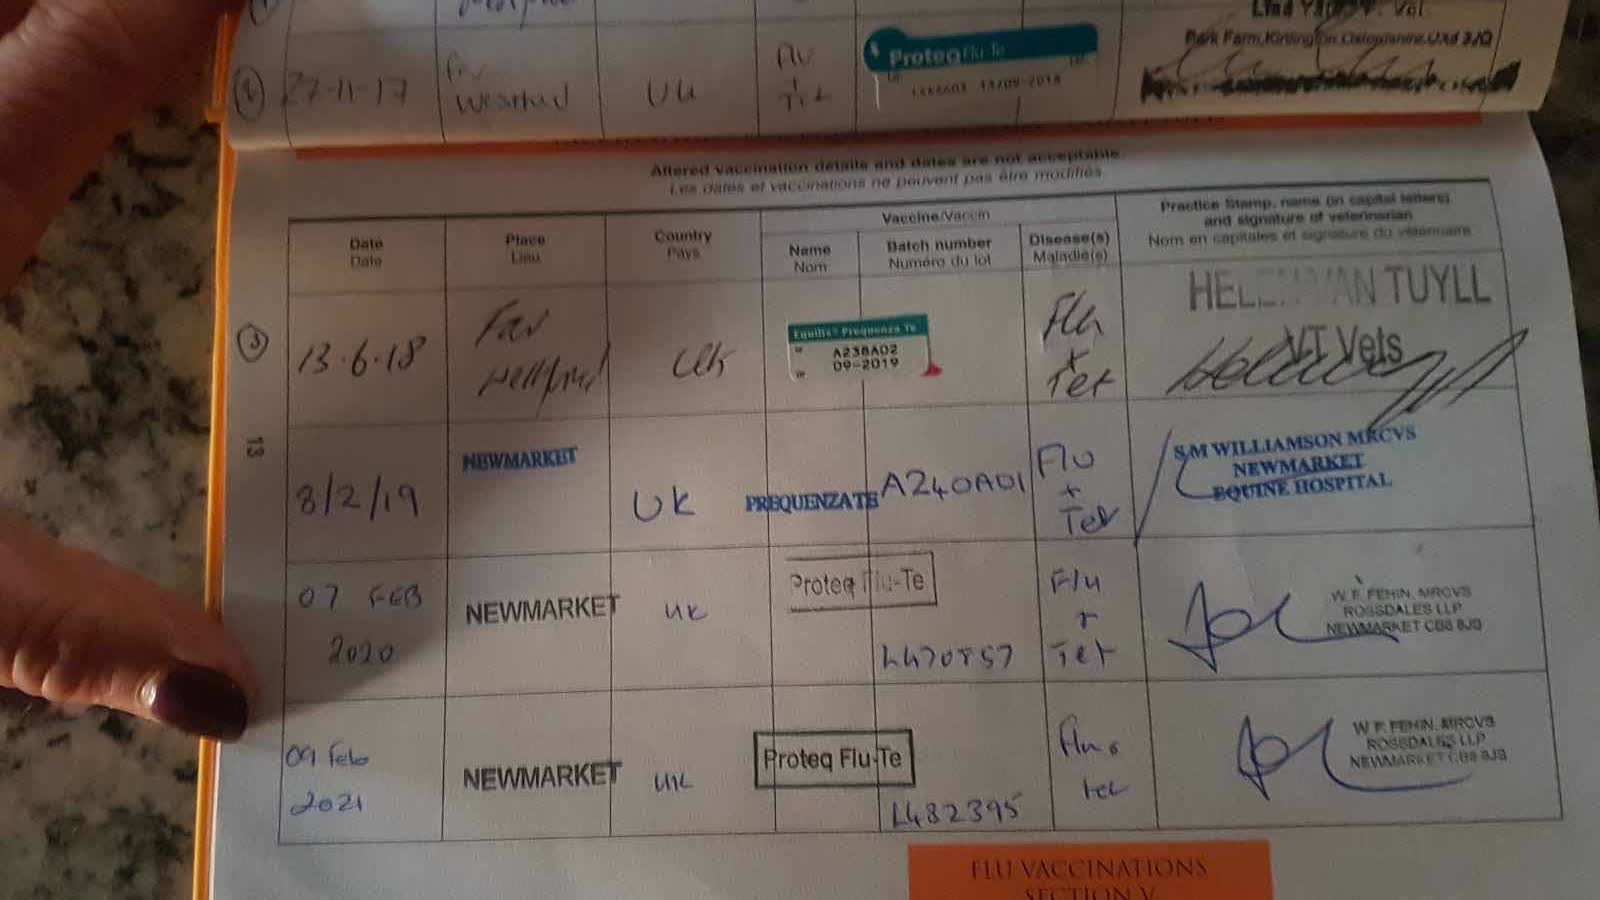 27-11-17
UK
Flu
+
Tet
Proteq Flu-Te
Park Farm, Kirtlington, Oxfordshire, OX5 3JQ
Altered vaccination details and dates are not acceptable.
Les dates et vaccinations ne peuvent pas être modifiés.
Date
Date
Place
Lieu
Country
Pays
Vaccine/Vaccin
Name
Nom
Batch number
Numéro du lot
Disease(s)
Maladie(s)
Practice Stamp, name (in capital letters)
and signature of veterinarian
Nom en capitales et signature du vétérinaire
3
13.6.18
Far
UK
Equilis Prequenza Te
A238A02
09-2019
Flu
+
Tet
HELEN VAN TUYLL
VT Vets
13
8/2/19
NEWMARKET
UK
PREQUENZATE
A240A01
Flu
+
Tet
S.M WILLIAMSON MRCVS
NEWMARKET
EQUINE HOSPITAL
07 FEB
2020
NEWMARKET
UK
Proteq Flu-Te
L470557
Flu
+
Tet
W. F. FEHIN, MRCVS
ROSSDALES LLP
NEWMARKET CB8 8JS
09 Feb
2021
NEWMARKET
UK
Proteq Flu-Te
L482395
Flu &
tet
W F. FEHIN, MRCVS
ROSSDALES LLP
NEWMARKET CB8 8JS
FLU VACCINATIONS
SECTION V